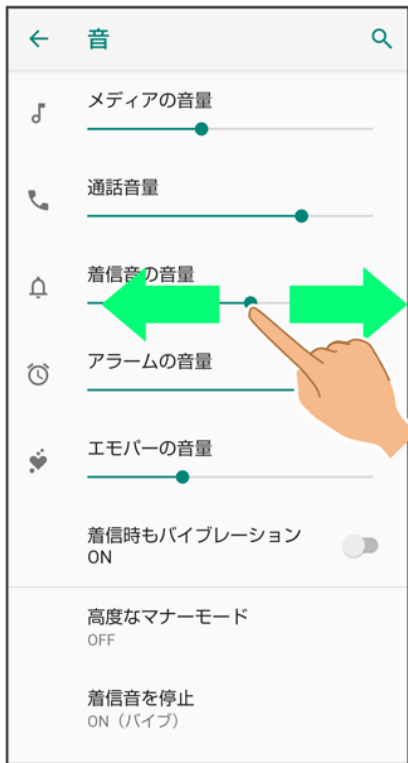 音
メディアの音量
通話音量
着信音の音量
アラームの音量
エモパーの音量
着信時もバイブレーション
ON
高度なマナーモード
OFF
着信音を停止
ON（バイブ）